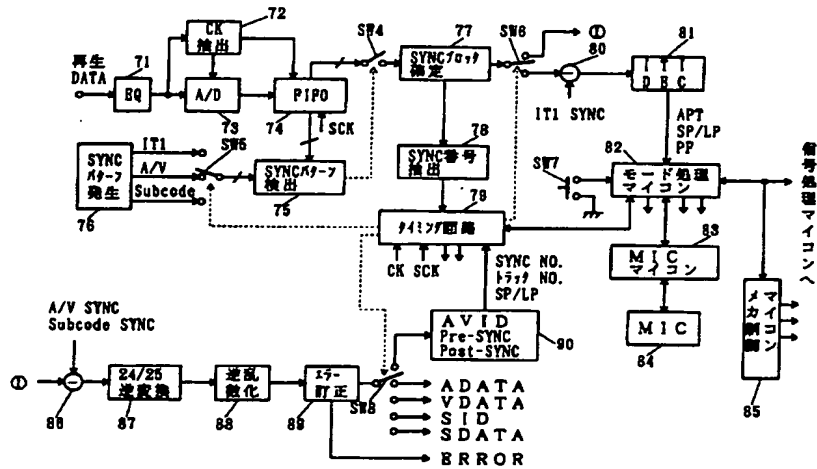 72
CK
検出
71
再生
DATA
EQ
A/D
73
PIPO
74
SCK
SW4
77
SYNCブロック
確定
SW6
①
80
ITI SYNC
81
ITI
DEC
APT
SP/LP
PP
SYNC
パターン
発生
76
IT1
A/V
Subcode
SW5
SYNCパターン
検出
75
78
SYNC番号
抽出
79
タイミング回路
CK SCK
SYNC NO.
トラック NO.
SP/LP
82
モード処理
マイコン
SW7
信号処理マイコンへ
83
MIC
マイコン
MIC
84
メカ制御
マイコン
85
A/V SYNC
Subcode SYNC
①
86
24/25
逆変換
87
逆乱
数化
88
エラー
訂正
89
SW8
AVID
Pre-SYNC
Post-SYNC
90
ADATA
VDATA
SID
SDATA
ERROR